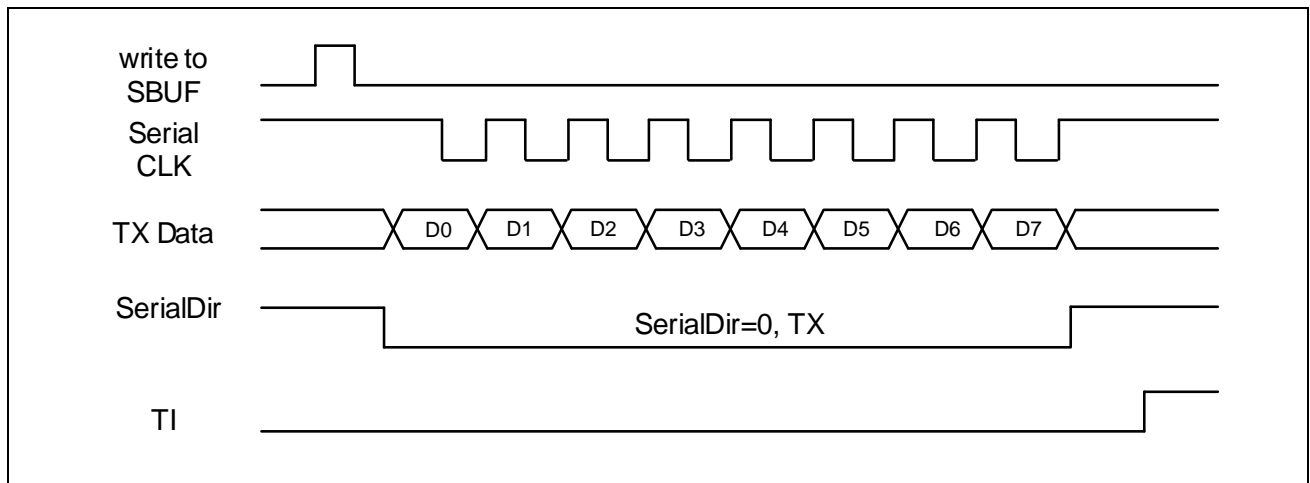 write to
SBUF
Serial
CLK
TX Data
D0 D1 D2 D3 D4 D5 D6 D7
SerialDir
SerialDir=0, TX
TI